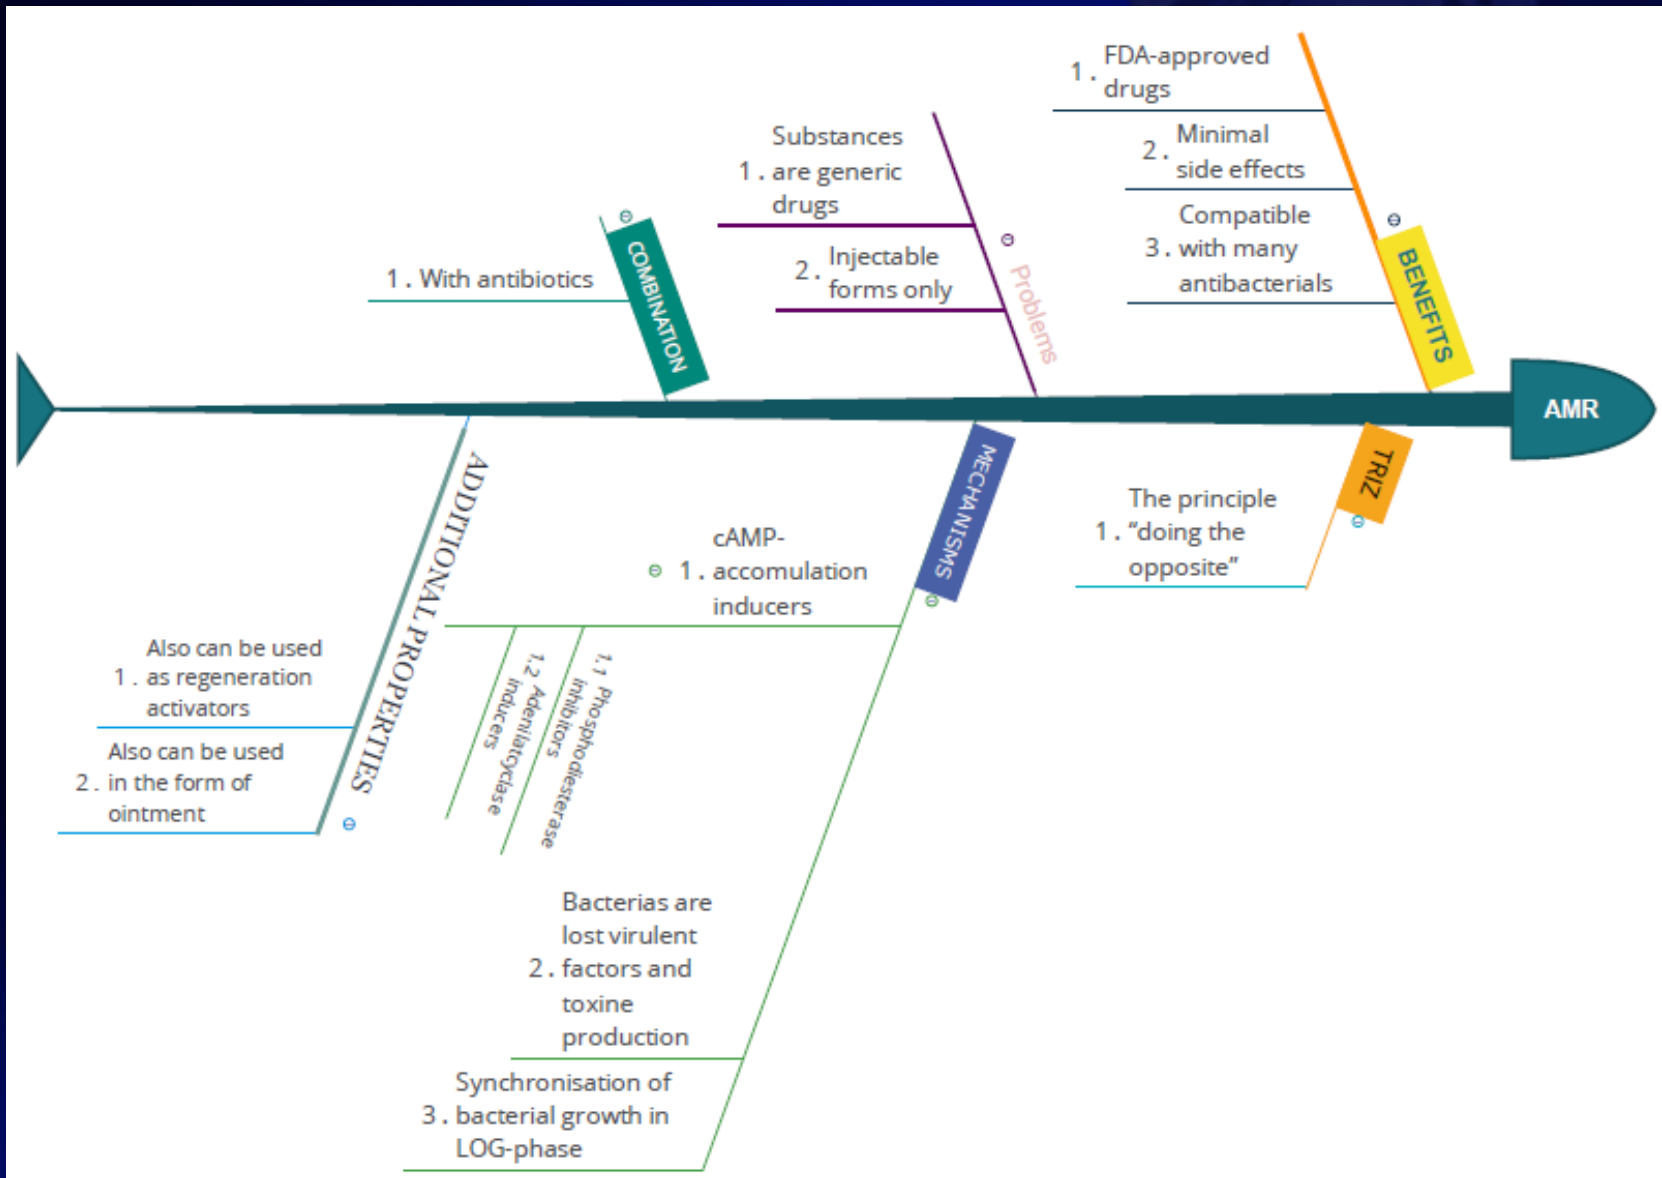 1. FDA-approved
drugs
2. Minimal
side effects
3. Compatible
with many
antibacterials
BENEFITS
1. Substances
are generic
drugs
2. Injectable
forms only
Problems
1. With antibiotics
COMBINATION
AMR
TRIZ
1. The principle
“doing the
opposite”
MECHANISMS
1. cAMP-
accomulation
inducers
1.1 Phosphodiesterase
inhibitors
1.2 Adenilatcyclase
inducers
2. Bacterias are
lost virulent
factors and
toxine
production
3. Synchronisation of
bacterial growth in
LOG-phase
ADDITIONAL PROPERTIES
1. Also can be used
as regeneration
activators
2. Also can be used
in the form of
ointment